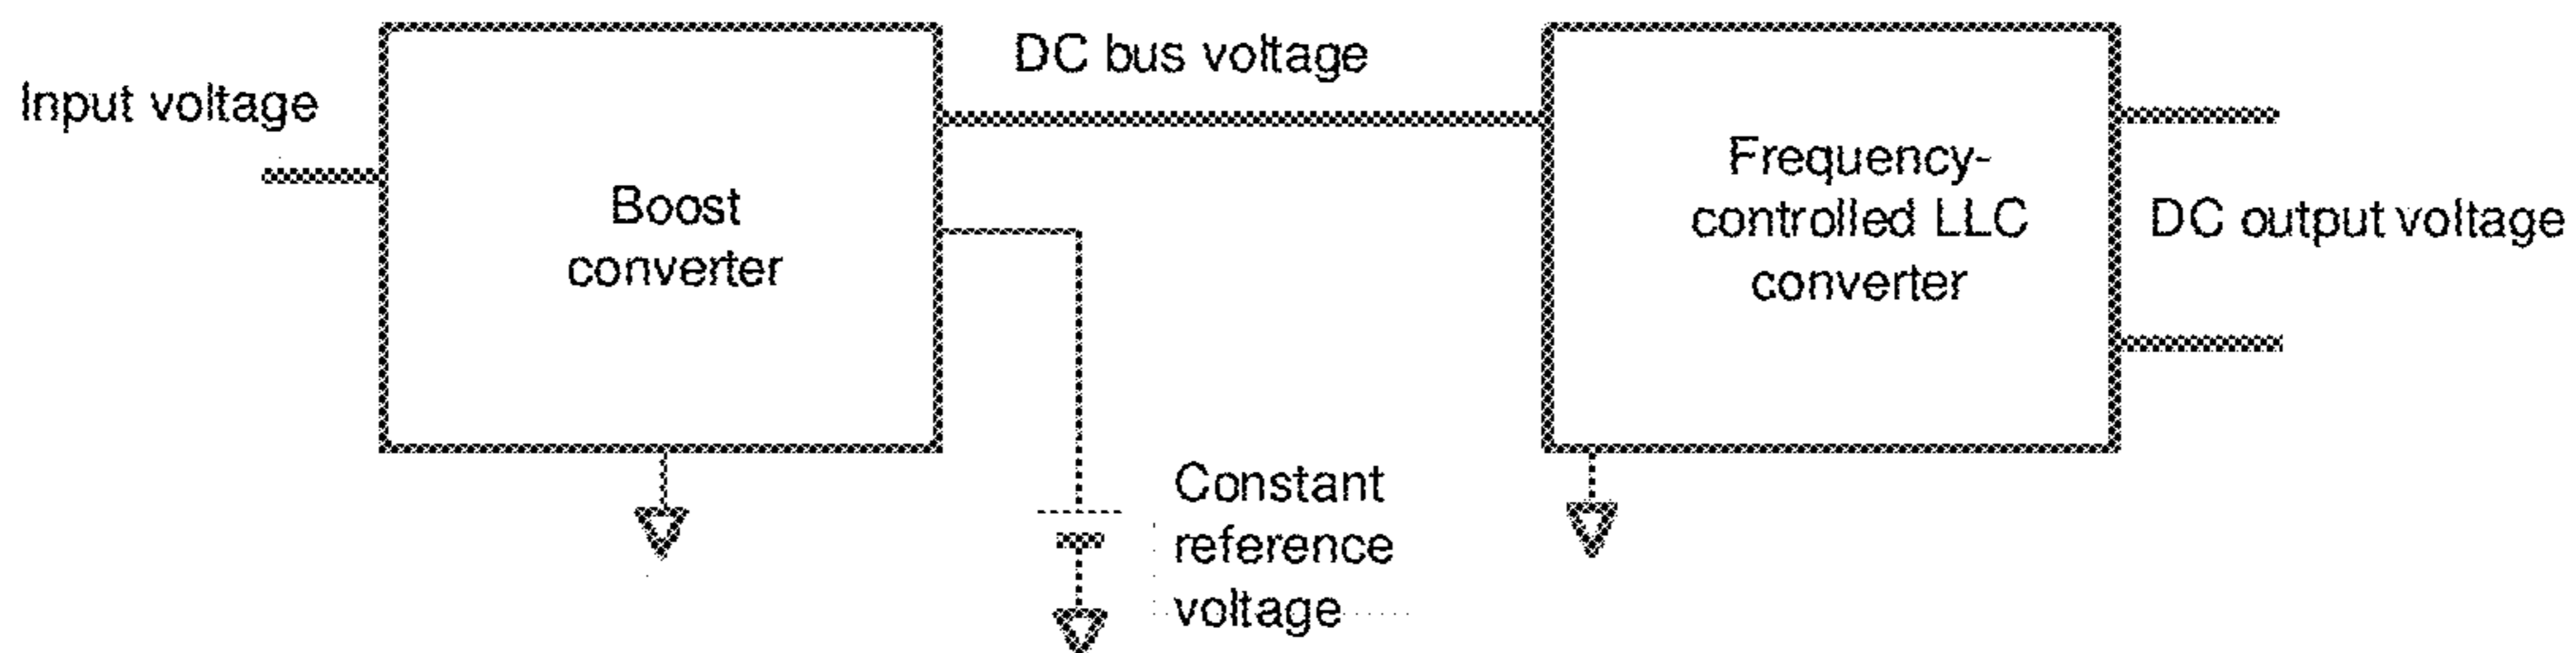 DC bus voltage
Input voltage
Boost
converter
Frequency-
controlled LLC
converter
DC output voltage
Constant
reference
voltage